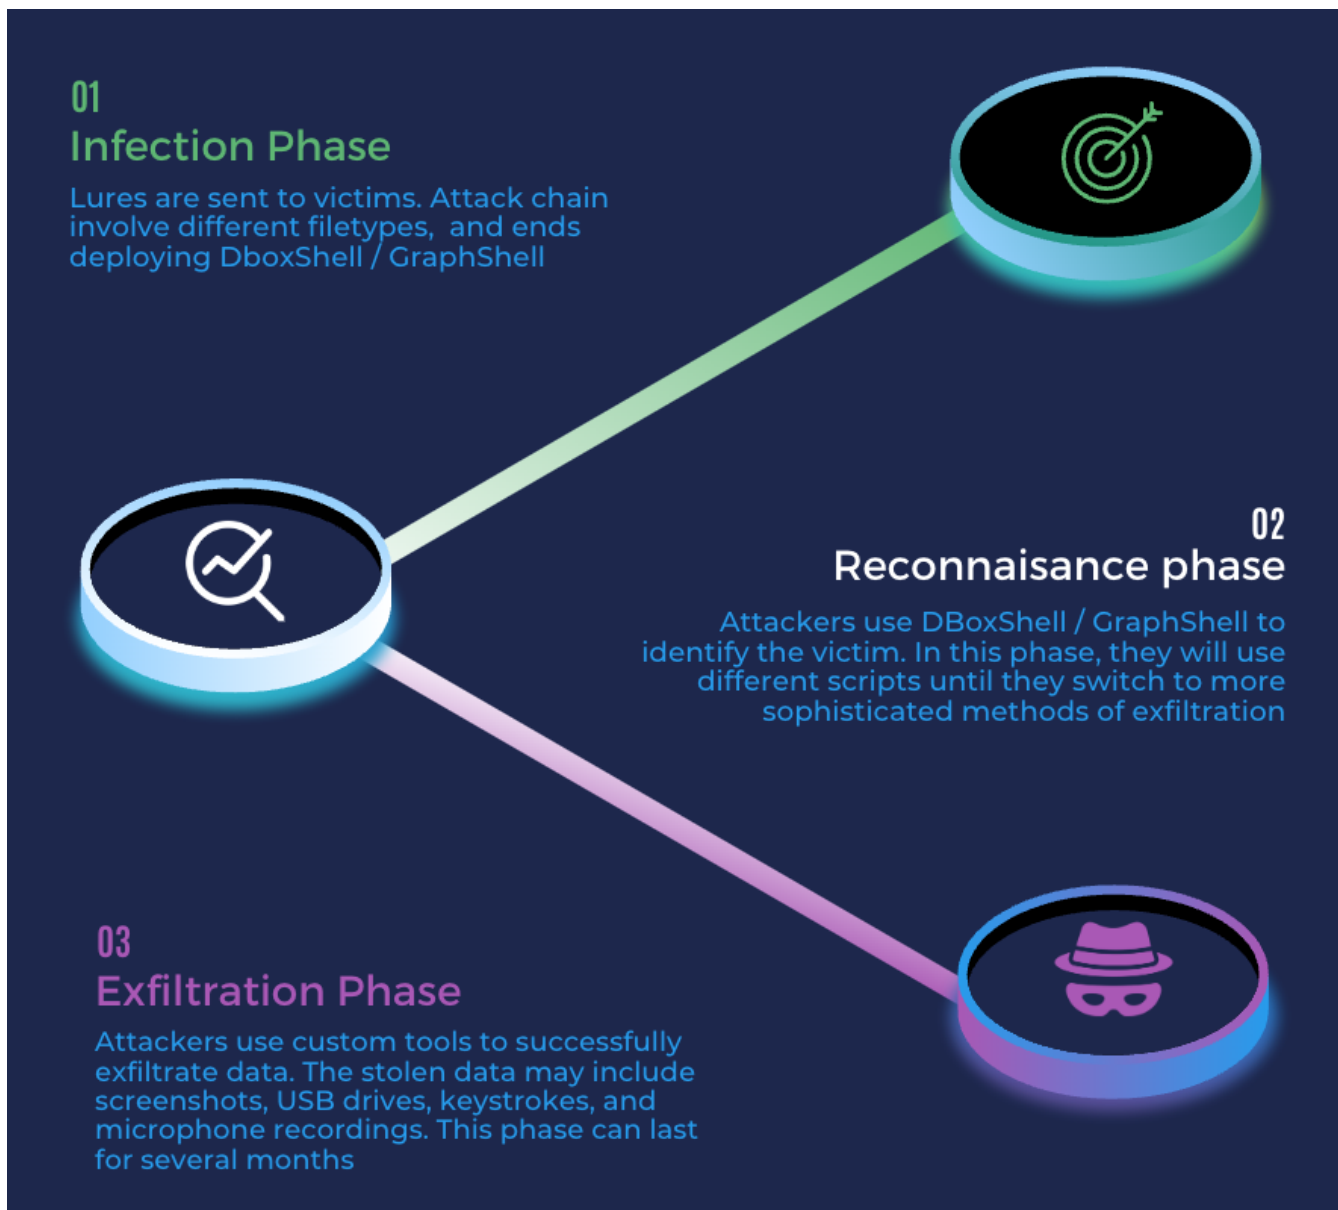 01
Infection Phase
Lures are sent to victims. Attack chain
involve different filetypes,  and ends
deploying DboxShell / GraphShell
02
Reconnaisance phase
Attackers use DBoxShell / GraphShell to
identify the victim. In this phase, they will use
different scripts until they switch to more
sophisticated methods of exfiltration
03
Exfiltration Phase
Attackers use custom tools to successfully
exfiltrate data. The stolen data may include
screenshots, USB drives, keystrokes, and
microphone recordings. This phase can last
for several months